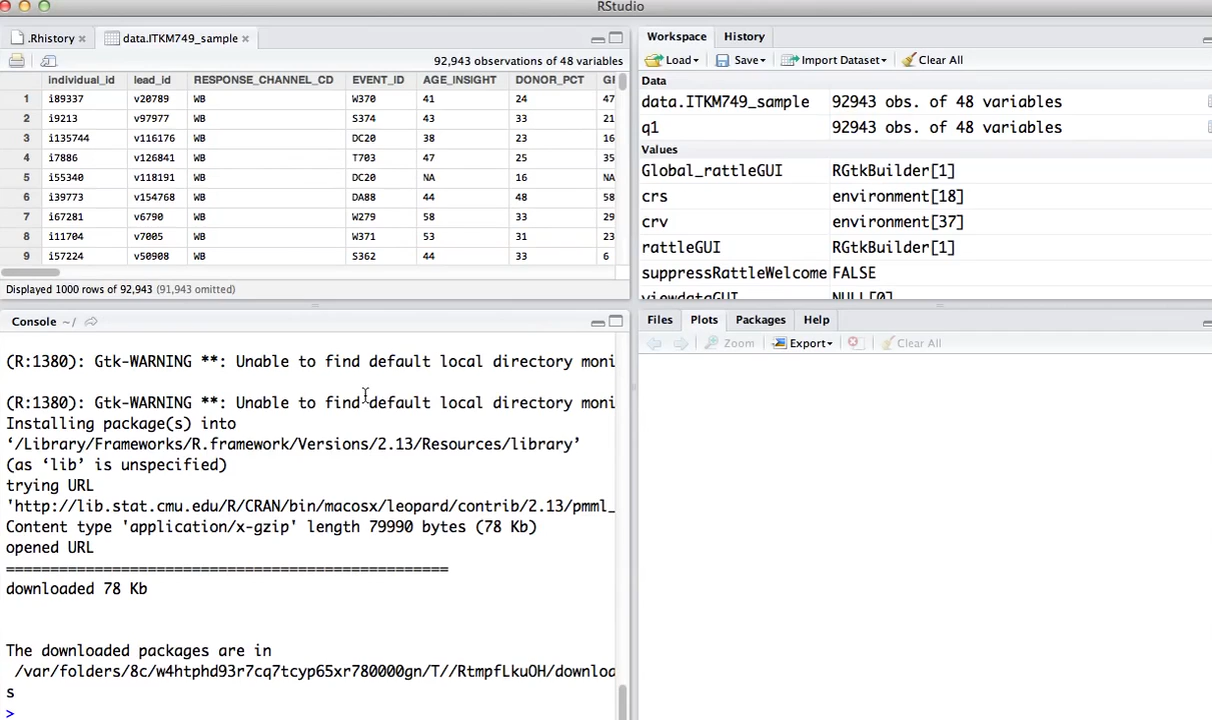 RStudio
.Rhistory
data.ITKM749_sample
92,943 observations of 48 variables
individual_id lead_id RESPONSE_CHANNEL_CD EVENT_ID AGE_INSIGHT DONOR_PCT GF
1 i89337 v20789 WB W370 41 24 47
2 i9213 v97977 WB S374 43 33 21
3 i135744 v116176 WB DC20 38 23 16
4 i7886 v126841 WB T703 47 25 35
5 i55340 v118191 WB DC20 NA 16 NA
6 i39773 v154768 WB DA88 44 48 58
7 i67281 v6790 WB W279 58 33 29
8 i11704 v7005 WB W371 53 31 23
9 i57224 v50908 WB S362 44 33 6
Displayed 1000 rows of 92,943 (91,943 omitted)
Console ~/
(R:1380): Gtk-WARNING **: Unable to find default local directory moni
(R:1380): Gtk-WARNING **: Unable to find default local directory moni
Installing package(s) into
‘/Library/Frameworks/R.framework/Versions/2.13/Resources/library’
(as ‘lib’ is unspecified)
trying URL
'http://lib.stat.cmu.edu/R/CRAN/bin/macosx/leopard/contrib/2.13/pmml_
Content type 'application/x-gzip' length 79990 bytes (78 Kb)
opened URL
==================================================
downloaded 78 Kb
The downloaded packages are in
/var/folders/8c/w4htphd93r7cq7tcyp65xr780000gn/T//RtmpfLkuOH/downloa
s
>
Workspace History
Load Save Import Dataset Clear All
Data
data.ITKM749_sample 92943 obs. of 48 variables
q1 92943 obs. of 48 variables
Values
Global_rattleGUI RGtkBuilder[1]
crs environment[18]
crv environment[37]
rattleGUI RGtkBuilder[1]
suppressRattleWelcome FALSE
viewdataGUI NULL[0]
Files Plots Packages Help
Zoom Export Clear All